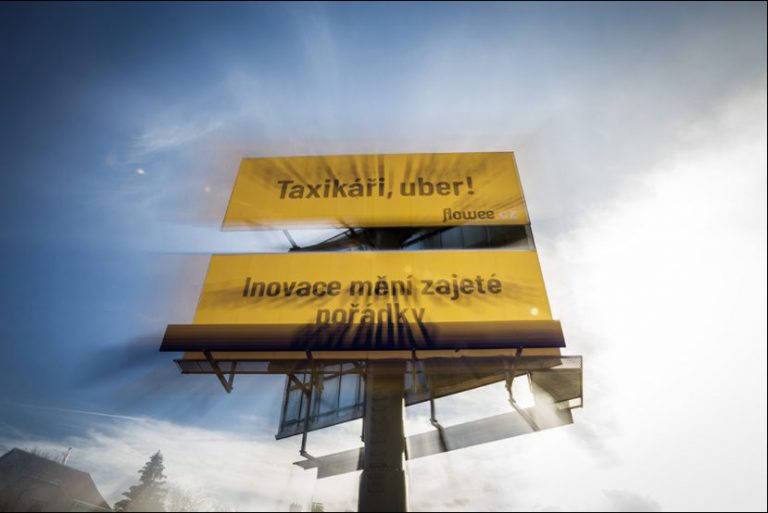 Taxikáři, uber!
flowee cz
Inovace mění zajeté
pořádky